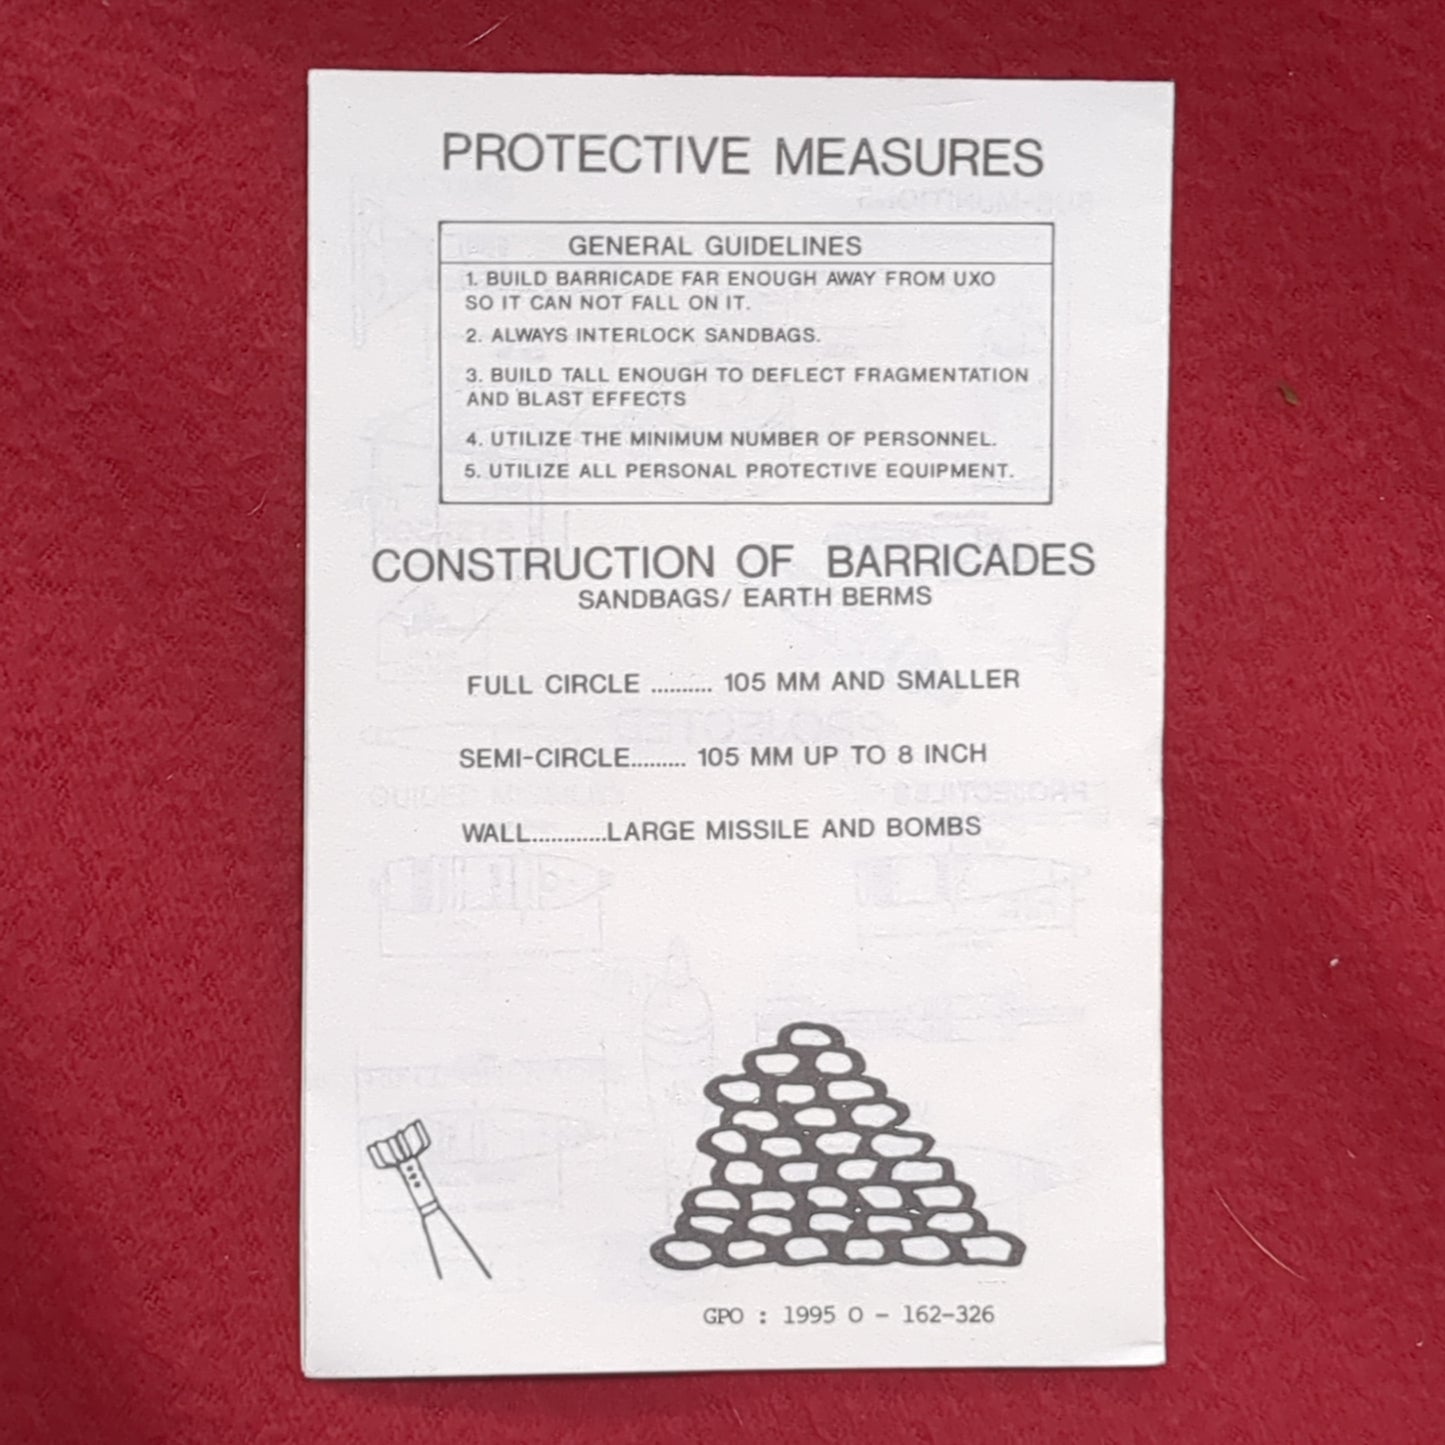 PROTECTIVE MEASURES
GENERAL GUIDELINES
1. BUILD BARRICADE FAR ENOUGH AWAY FROM UXO
SO IT CAN NOT FALL ON IT.
2. ALWAYS INTERLOCK SANDBAGS.
3. BUILD TALL ENOUGH TO DEFLECT FRAGMENTATION
AND BLAST EFFECTS
4. UTILIZE THE MINIMUM NUMBER OF PERSONNEL.
5. UTILIZE ALL PERSONAL PROTECTIVE EQUIPMENT.
CONSTRUCTION OF BARRICADES
SANDBAGS/ EARTH BERMS
FULL CIRCLE .......... 105 MM AND SMALLER
SEMI-CIRCLE......... 105 MM UP TO 8 INCH
WALL............LARGE MISSILE AND BOMBS
GPO : 1995 O - 162-326